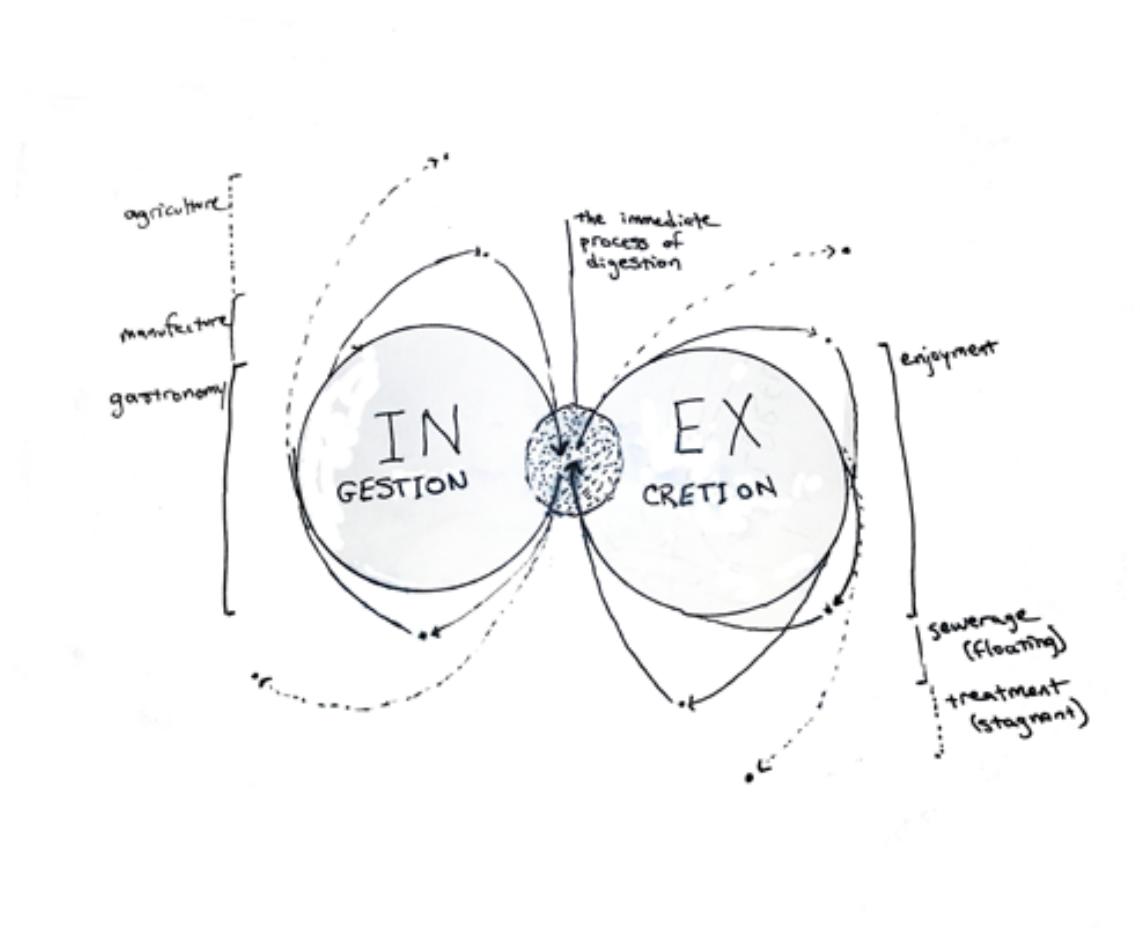 agriculture
manufacture
gastronomy
the immediate
process of
digestion
IN
GESTION
EX
CRETION
enjoyment
sewerage
(floating)
treatment
(stagnant)